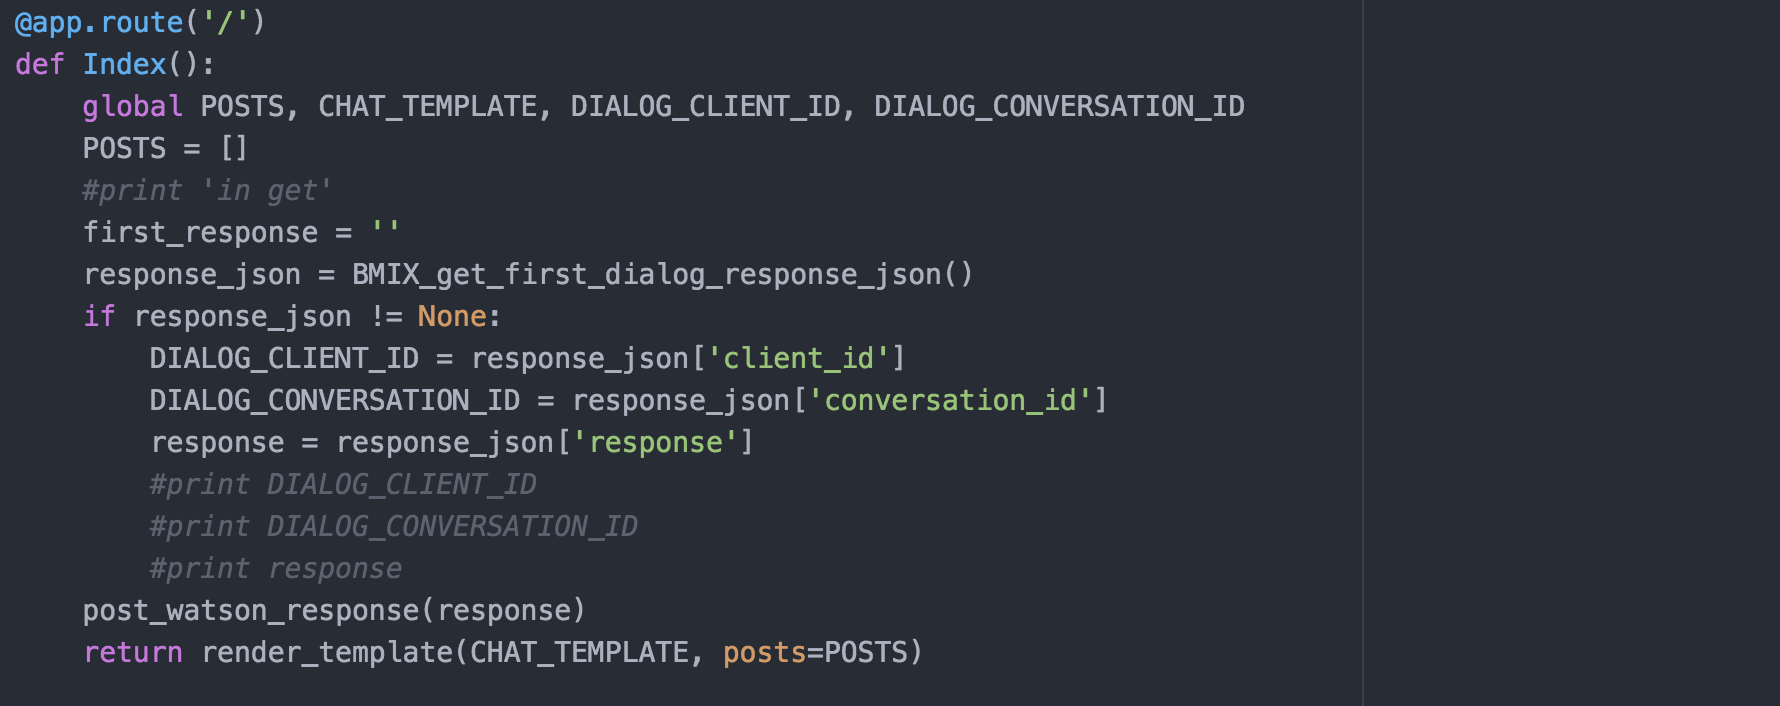 @app.route('/')
def Index():
    global POSTS, CHAT_TEMPLATE, DIALOG_CLIENT_ID, DIALOG_CONVERSATION_ID
    POSTS = []
    #print 'in get'
    first_response = ''
    response_json = BMIX_get_first_dialog_response_json()
    if response_json != None:
        DIALOG_CLIENT_ID = response_json['client_id']
        DIALOG_CONVERSATION_ID = response_json['conversation_id']
        response = response_json['response']
        #print DIALOG_CLIENT_ID
        #print DIALOG_CONVERSATION_ID
        #print response
    post_watson_response(response)
    return render_template(CHAT_TEMPLATE, posts=POSTS)